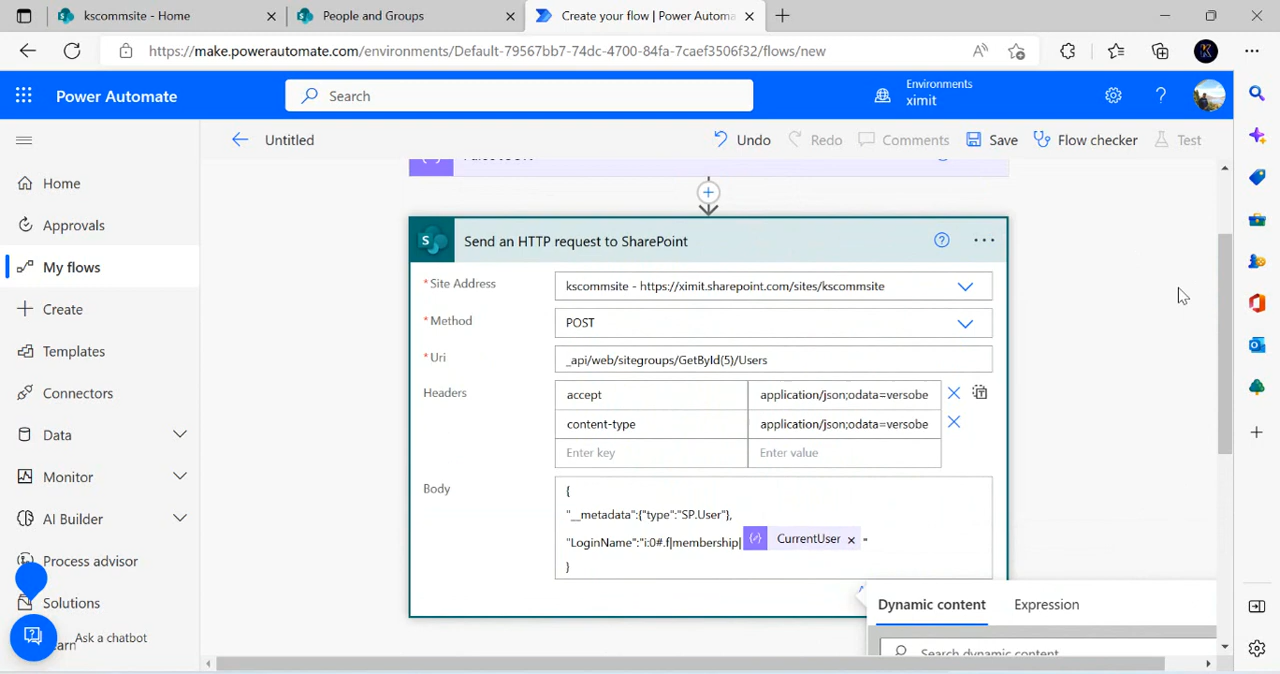 kscommsite - Home
People and Groups
Create your flow | Power Automa
https://make.powerautomate.com/environments/Default-79567bb7-74dc-4700-84fa-7caef3506f32/flows/new
Power Automate
Search
Environments
ximit
Untitled
Undo
Redo
Comments
Save
Flow checker
Test
Home
Approvals
My flows
Create
Templates
Connectors
Data
Monitor
AI Builder
Process advisor
Solutions
Ask a chatbot
Send an HTTP request to SharePoint
*Site Address
kscommsite - https://ximit.sharepoint.com/sites/kscommsite
*Method
POST
*Uri
_api/web/sitegroups/GetById(5)/Users
Headers
accept
application/json;odata=versobe
content-type
application/json;odata=versobe
Enter key
Enter value
Body
{
"__metadata":{"type":"SP.User"},
"LoginName":"i:0#.f|membership| CurrentUser "
}
Dynamic content
Expression
Search dynamic content